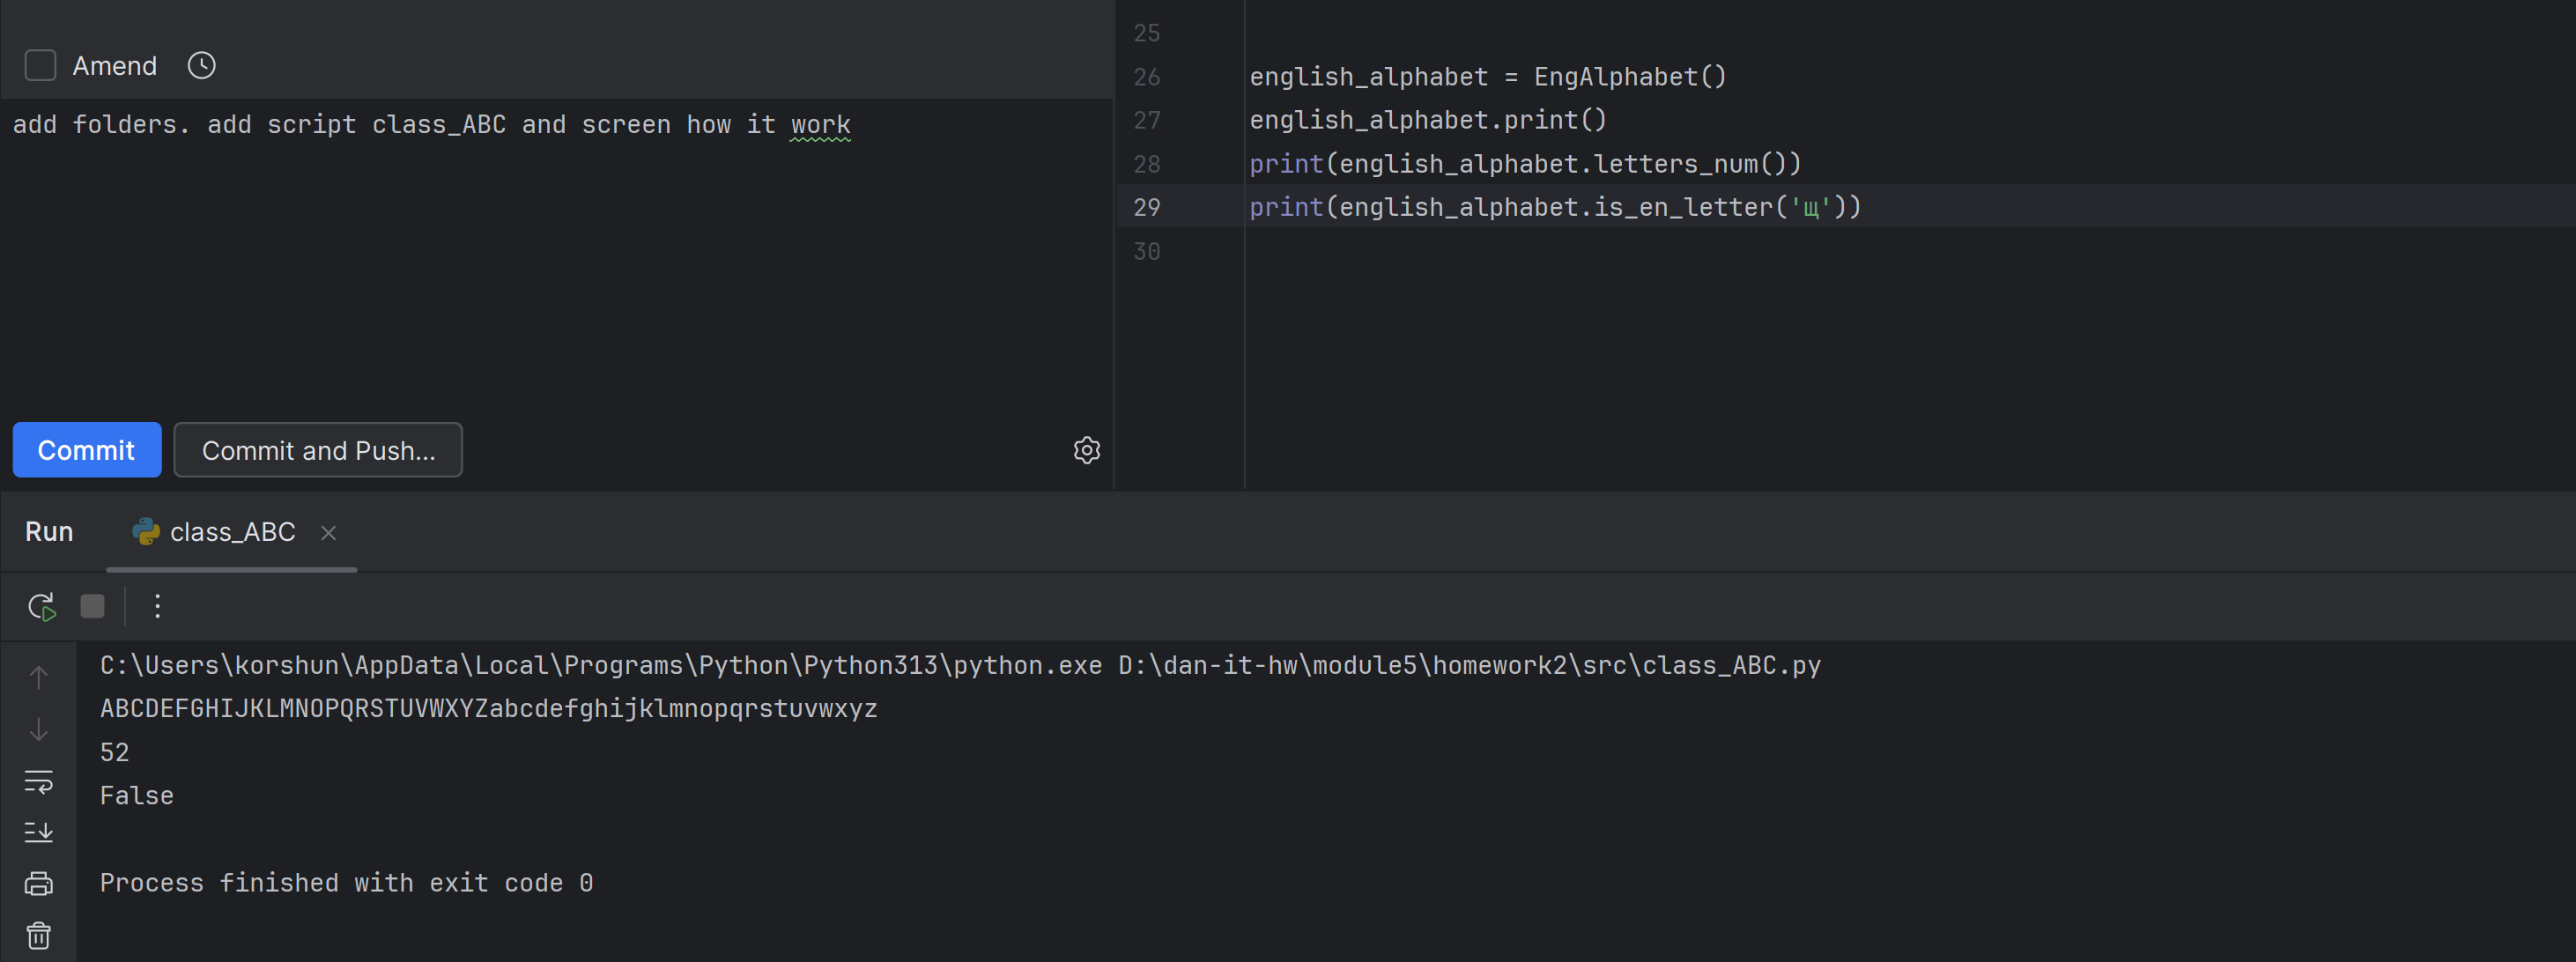 Amend
add folders. add script class_ABC and screen how it work
Commit
Commit and Push...
25
26 english_alphabet = EngAlphabet()
27 english_alphabet.print()
28 print(english_alphabet.letters_num())
29 print(english_alphabet.is_en_letter('щ'))
30
Run class_ABC
C:\Users\korshun\AppData\Local\Programs\Python\Python313\python.exe D:\dan-it-hw\module5\homework2\src\class_ABC.py
ABCDEFGHIJKLMNOPQRSTUVWXYZabcdefghijklmnopqrstuvwxyz
52
False
Process finished with exit code 0